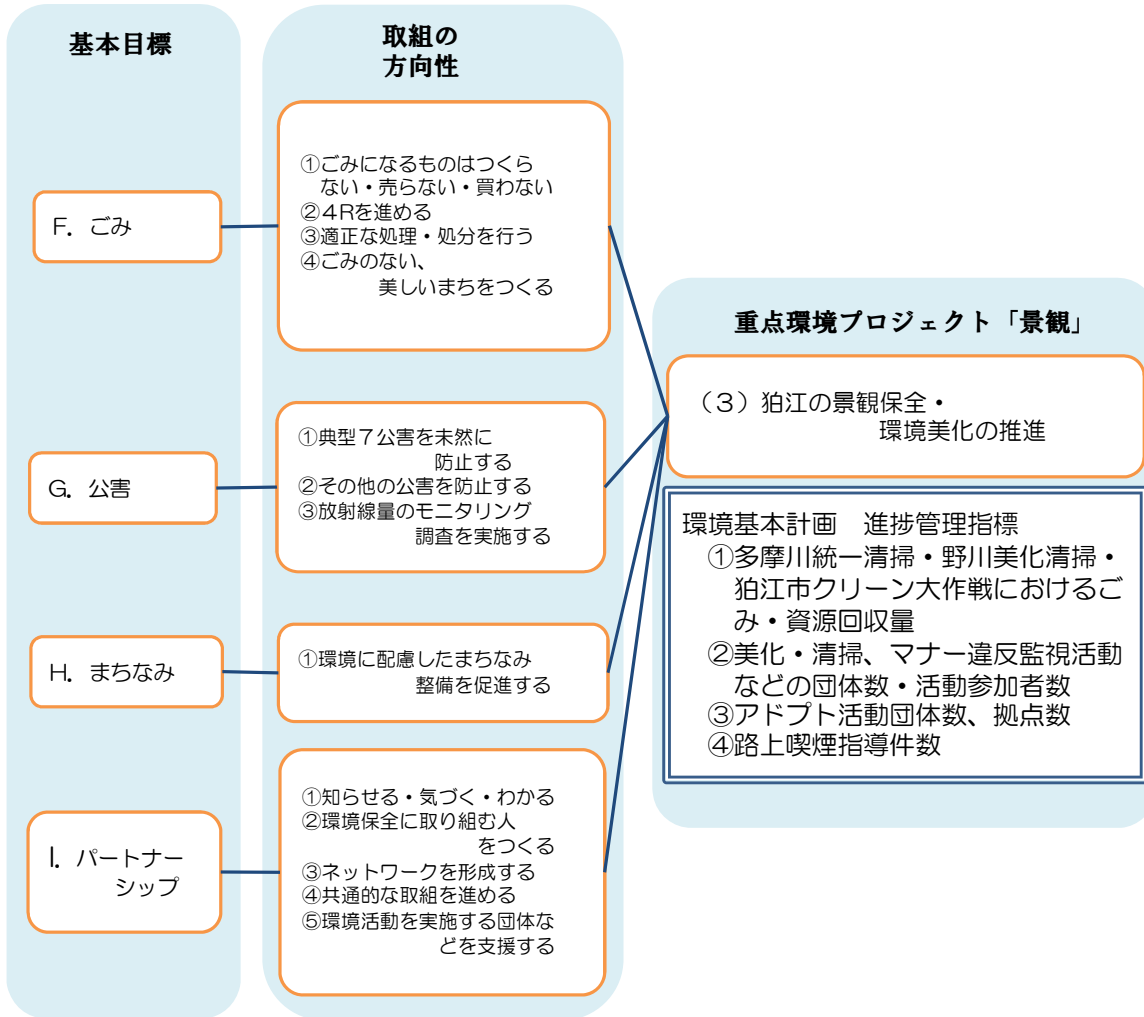 基本目標
取組の
方向性
F. ごみ
①ごみになるものはつくら
ない・売らない・買わない
②4Rを進める
③適正な処理・処分を行う
④ごみのない、
美しいまちをつくる
G. 公害
①典型7公害を未然に
防止する
②その他の公害を防止する
③放射線量のモニタリング
調査を実施する
H. まちなみ
①環境に配慮したまちなみ
整備を促進する
I. パートナー
シップ
①知らせる・気づく・わかる
②環境保全に取り組む人
をつくる
③ネットワークを形成する
④共通的な取組を進める
⑤環境活動を実施する団体な
どを支援する
重点環境プロジェクト「景観」
（3）狛江の景観保全・
環境美化の推進
環境基本計画　進捗管理指標
①多摩川統一清掃・野川美化清掃・
狛江市クリーン大作戦におけるご
み・資源回収量
②美化・清掃、マナー違反監視活動
などの団体数・活動参加者数
③アドプト活動団体数、拠点数
④路上喫煙指導件数